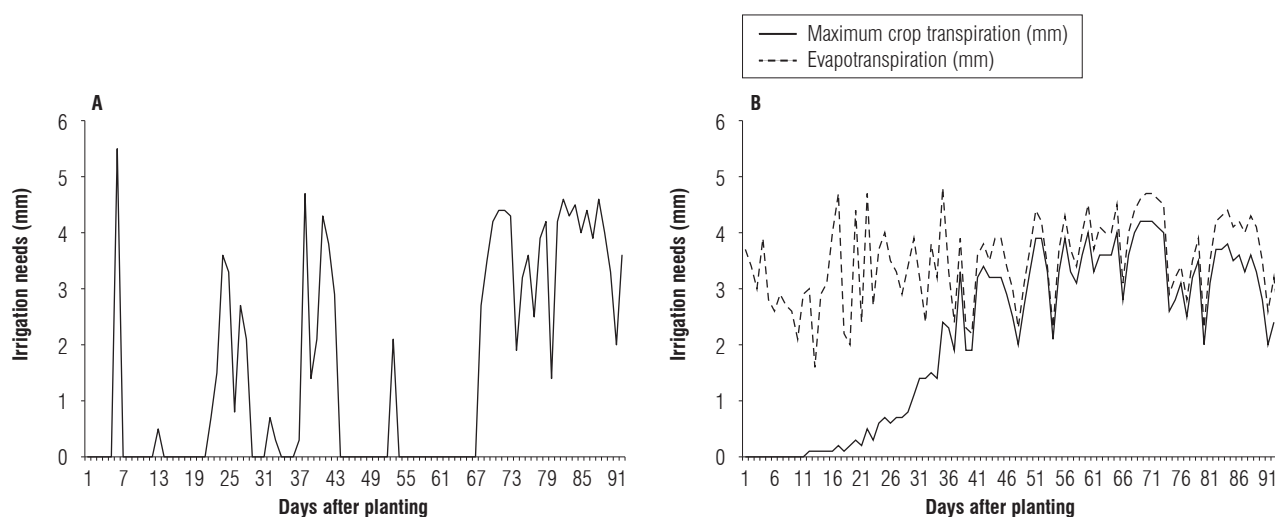 Maximum crop transpiration (mm)
Evapotranspiration (mm)
A
6
5
4
3
2
1
0
Irrigation needs (mm)
1 7 13 19 25 31 37 43 49 55 61 67 73 79 85 91
Days after planting
B
6
5
4
3
2
1
0
Irrigation needs (mm)
1 6 11 16 21 26 31 36 41 46 51 56 61 66 71 76 81 86 91
Days after planting